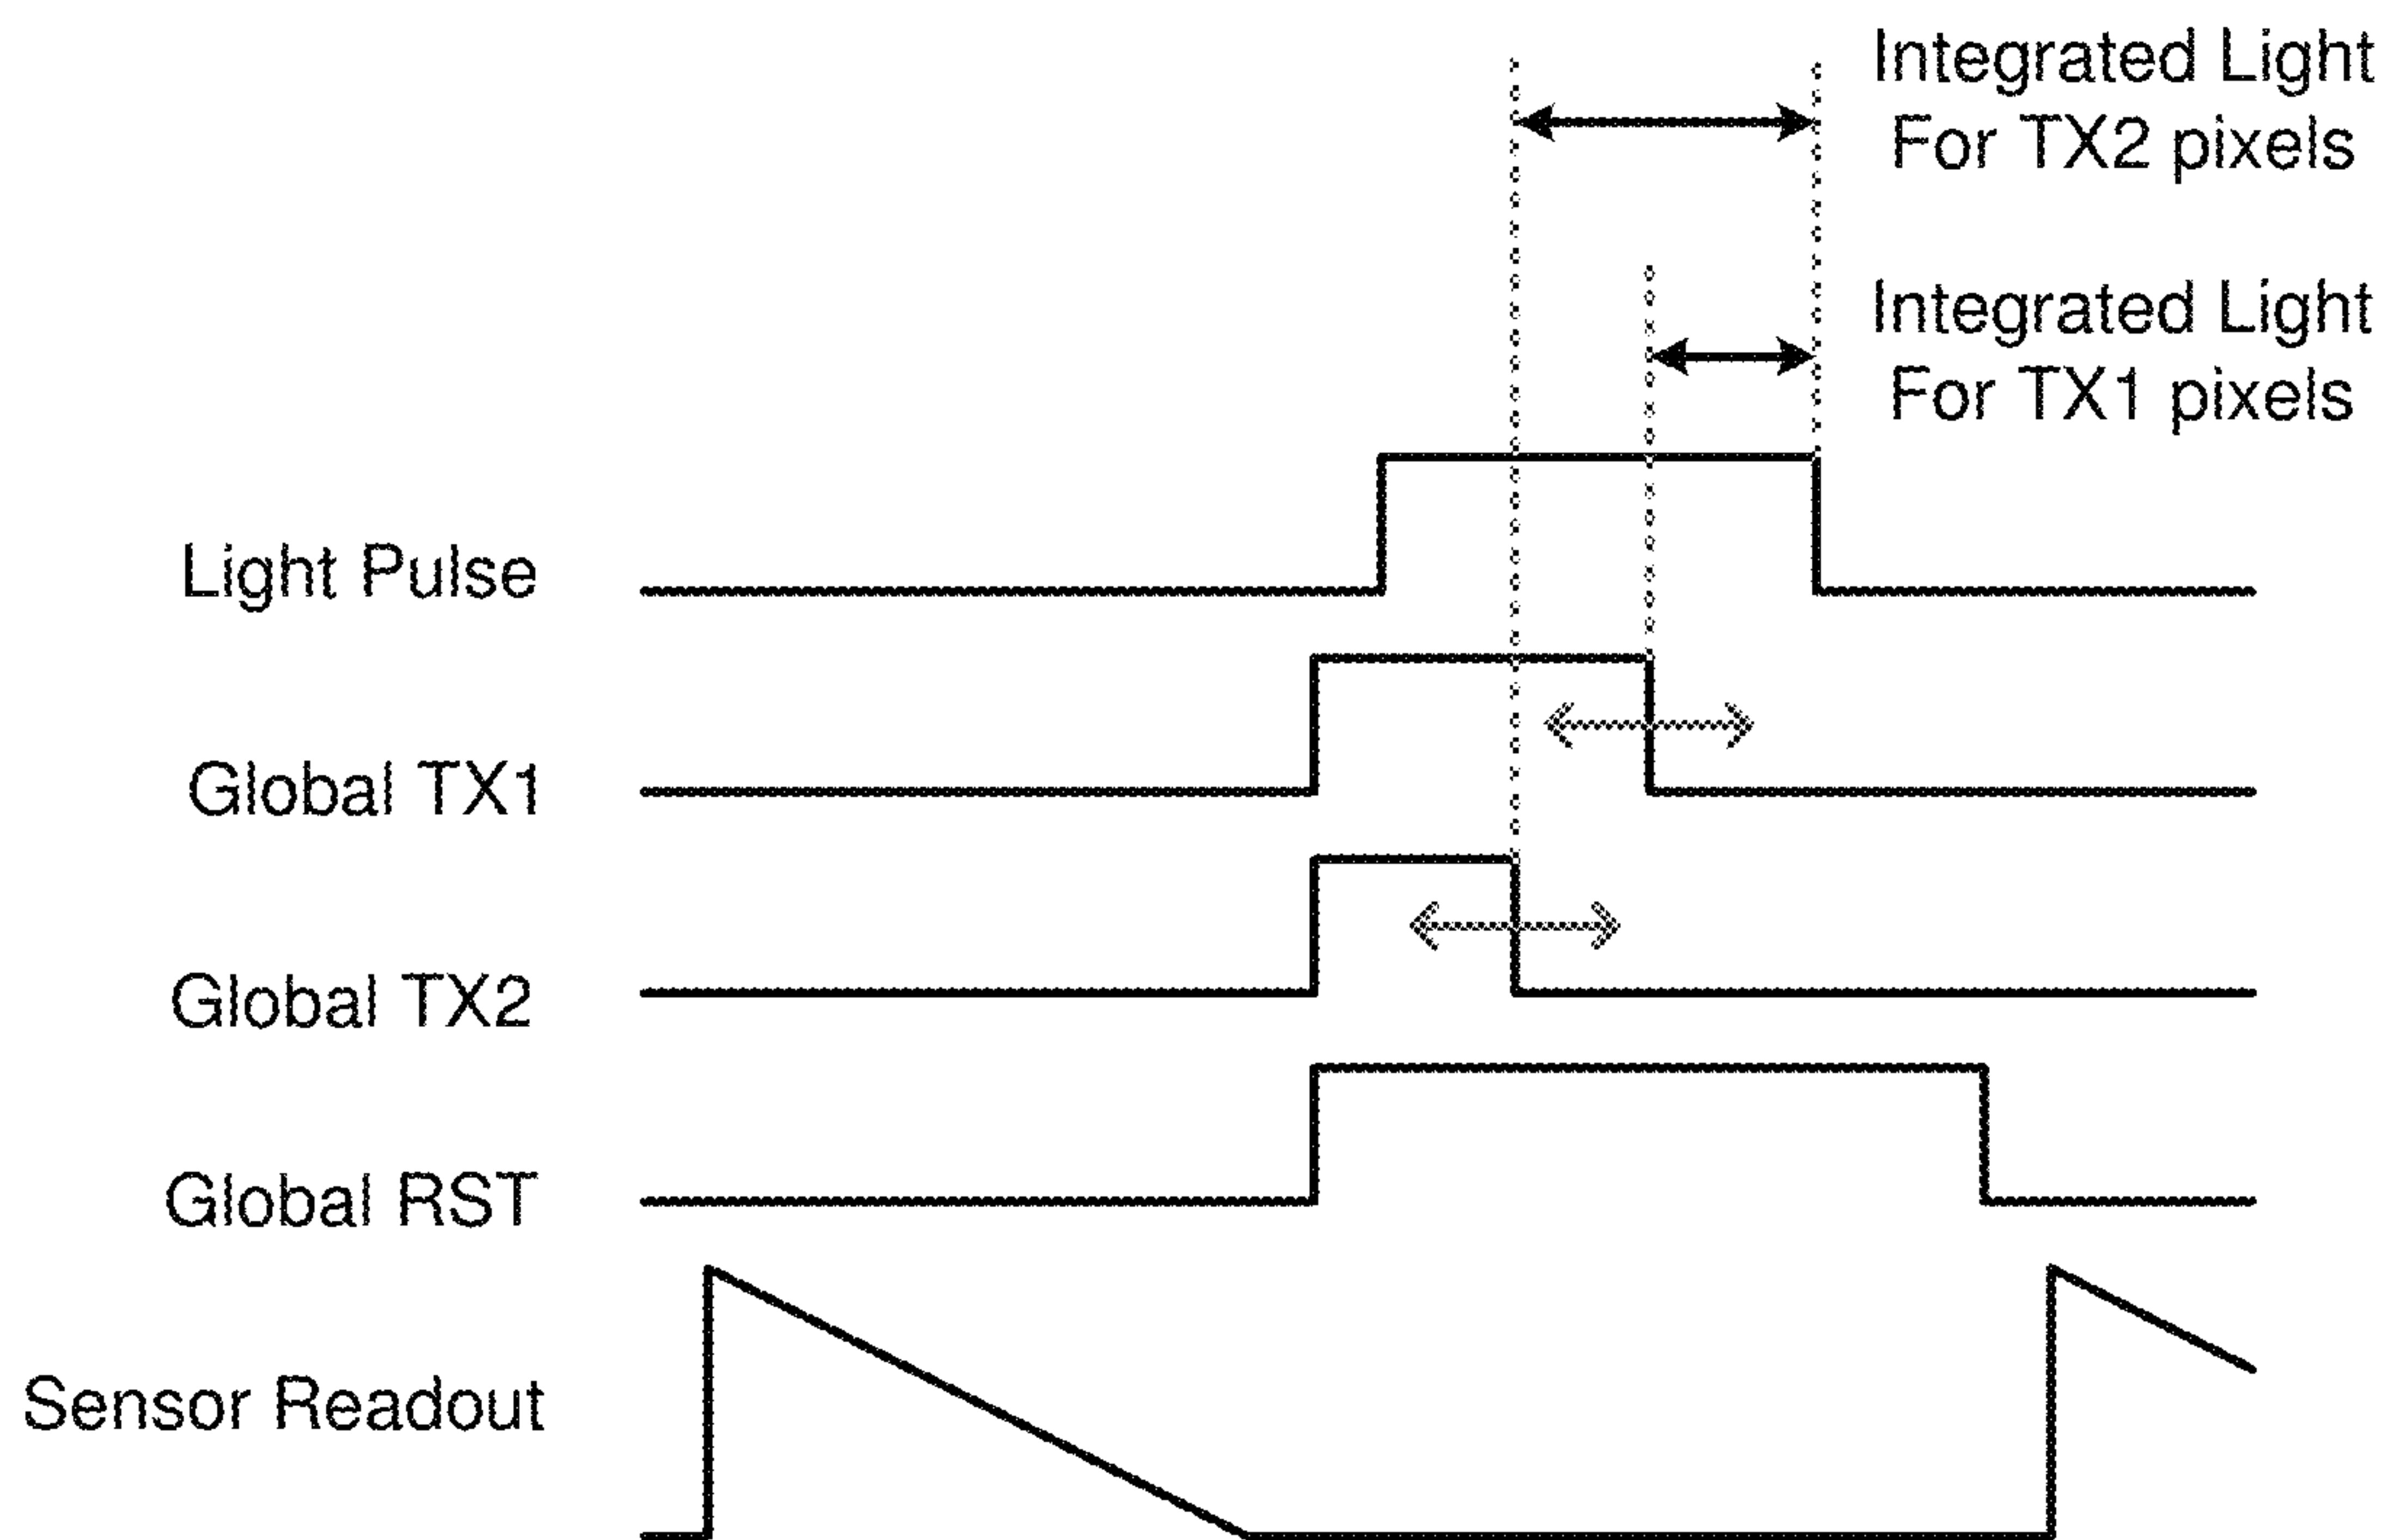 Integrated Light
For TX2 pixels
Integrated Light
For TX1 pixels
Light Pulse
Global TX1
Global TX2
Global RST
Sensor Readout